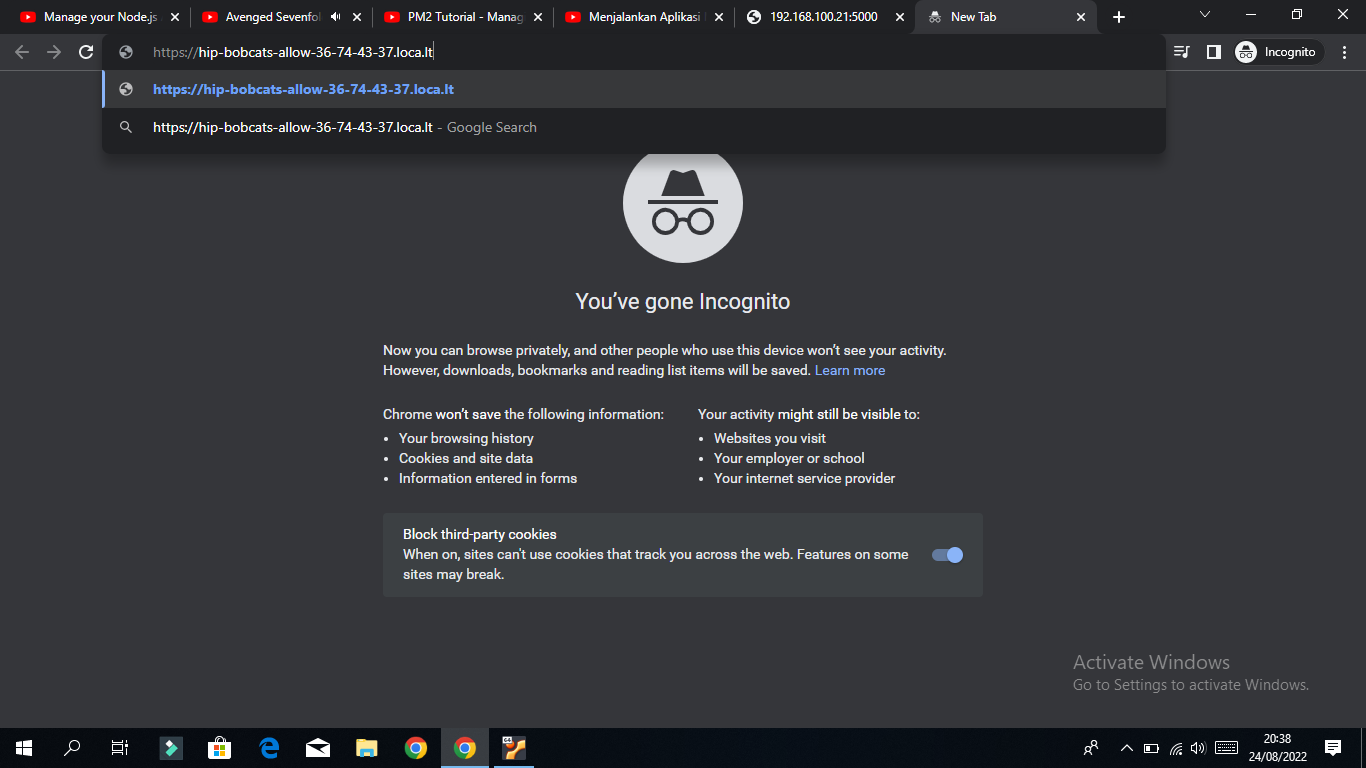 Manage your Node.js
Avenged Sevenfol
PM2 Tutorial - Manag
Menjalankan Aplikasi
192.168.100.21:5000
New Tab
https://hip-bobcats-allow-36-74-43-37.loca.lt
Incognito
https://hip-bobcats-allow-36-74-43-37.loca.lt
https://hip-bobcats-allow-36-74-43-37.loca.lt - Google Search
You've gone Incognito
Now you can browse privately, and other people who use this device won't see your activity.
However, downloads, bookmarks and reading list items will be saved. Learn more
Chrome won't save the following information:
• Your browsing history
• Cookies and site data
• Information entered in forms
Your activity might still be visible to:
• Websites you visit
• Your employer or school
• Your internet service provider
Block third-party cookies
When on, sites can't use cookies that track you across the web. Features on some
sites may break.
Activate Windows
Go to Settings to activate Windows.
64
20:38
24/08/2022